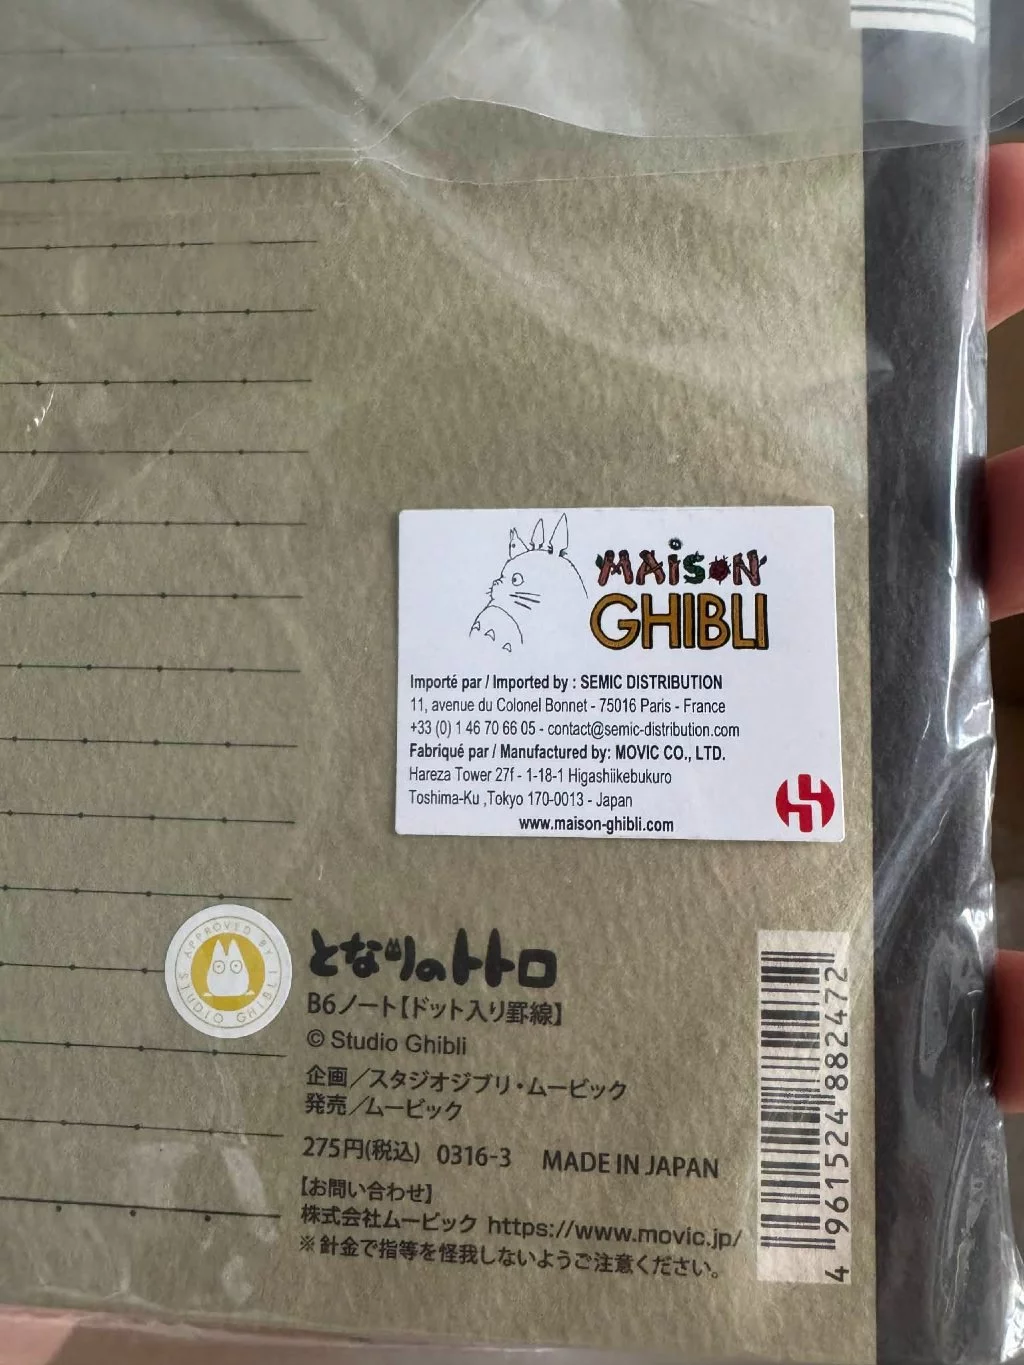 MAISON
GHIBLI
Importé par / Imported by : SEMIC DISTRIBUTION
11, avenue du Colonel Bonnet - 75016 Paris - France
+33 (0) 1 46 70 66 05 - contact@semic-distribution.com
Fabriqué par / Manufactured by: MOVIC CO., LTD.
Hareza Tower 27f - 1-18-1 Higashiikebukuro
Toshima-Ku ,Tokyo 170-0013 - Japan
www.maison-ghibli.com
APPROVED BY STUDIO GHIBLI
となりのトトロ
B6ノート【ドット入り罫線】
© Studio Ghibli
企画／スタジオジブリ・ムービック
発売／ムービック
275円(税込) 0316-3 MADE IN JAPAN
【お問い合わせ】
株式会社ムービック https://www.movic.jp/
※針金で指等を怪我しないようご注意ください。
4961524882472